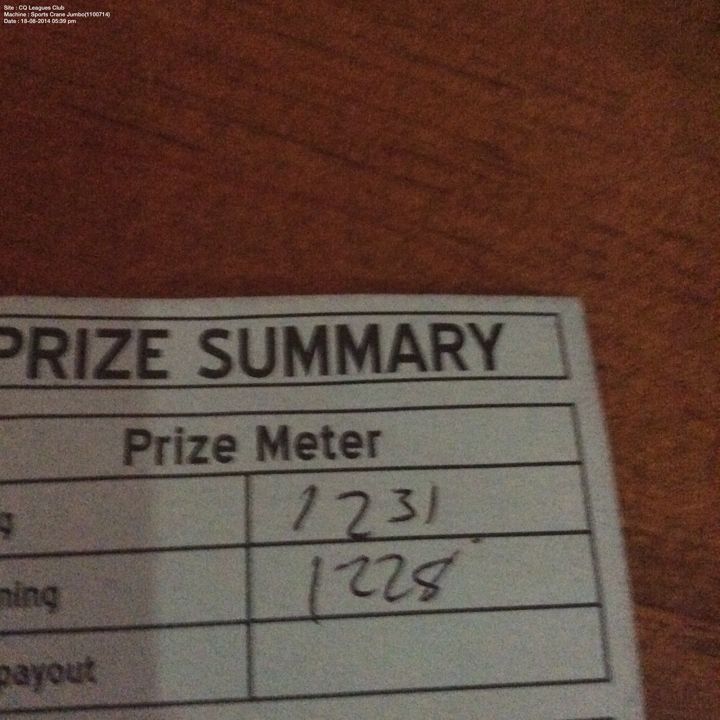 Site : CQ Leagues Club
Machine : Sports Crane Jumbo(1100714)
Date : 18-08-2014 05:39 pm
PRIZE SUMMARY
Prize Meter
g 1231
ning 1228
payout